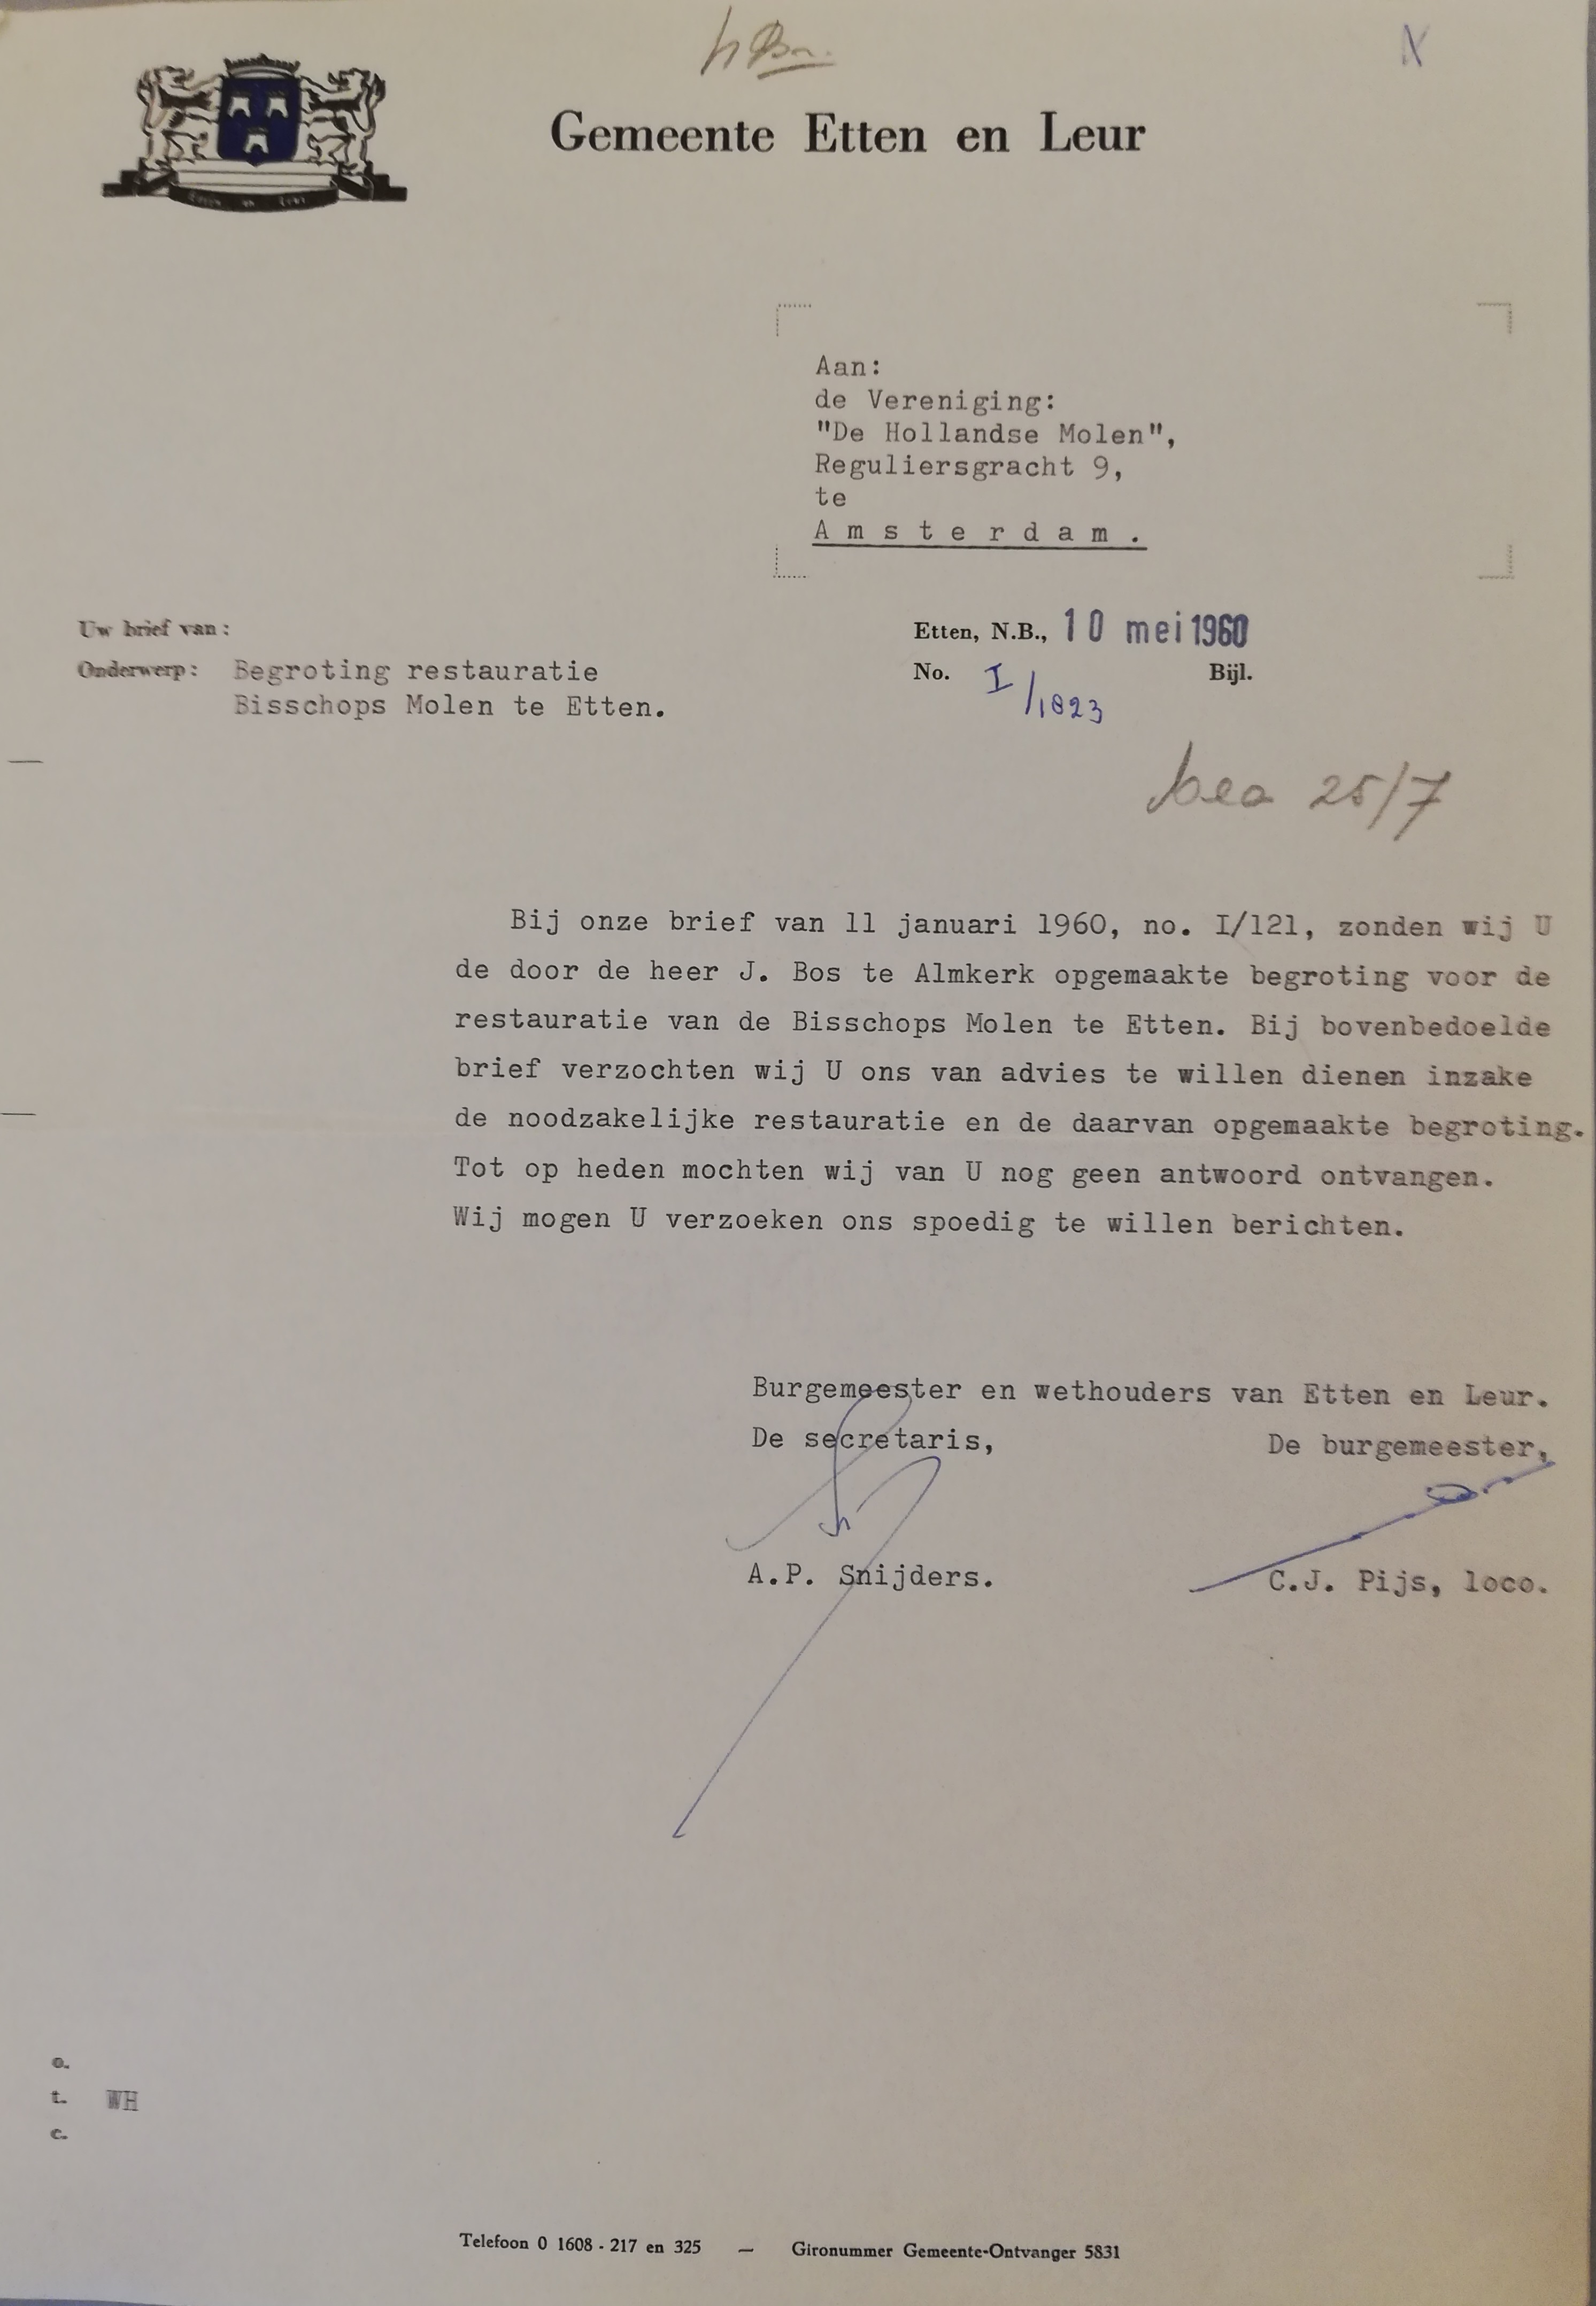 Gemeente Etten en Leur
Etten en Leur
Aan:
de Vereniging:
"De Hollandse Molen",
Reguliersgracht 9,
te
Amsterdam.
Uw brief van:
Etten, N.B., 10 mei 1960
Onderwerp: Begroting restauratie
Bisschops Molen te Etten.
No. I/1823 Bijl.
25/7
Bij onze brief van 11 januari 1960, no. I/121, zonden wij U
de door de heer J. Bos te Almkerk opgemaakte begroting voor de
restauratie van de Bisschops Molen te Etten. Bij bovenbedoelde
brief verzochten wij U ons van advies te willen dienen inzake
de noodzakelijke restauratie en de daarvan opgemaakte begroting.
Tot op heden mochten wij van U nog geen antwoord ontvangen.
Wij mogen U verzoeken ons spoedig te willen berichten.
Burgemeester en wethouders van Etten en Leur.
De secretaris, De burgemeester,
A.P. Snijders. C.J. Pijs, loco.
o.
t. WH
c.
Telefoon 0 1608 - 217 en 325 — Gironummer Gemeente-Ontvanger 5831